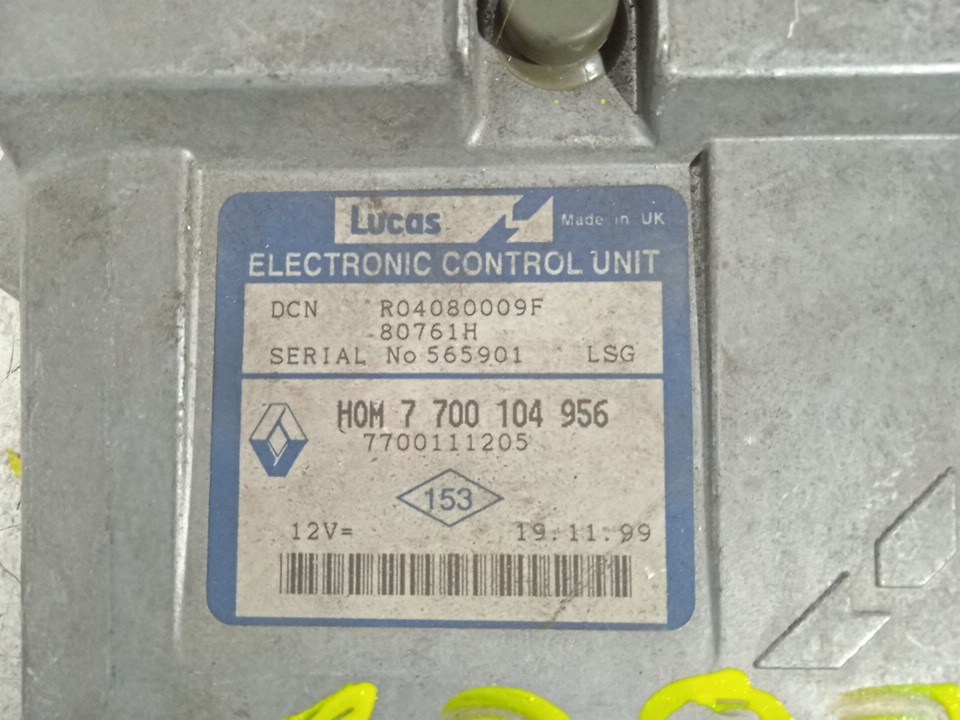 Lucas Made in UK
ELECTRONIC CONTROL UNIT
DCN R04080009F
80761H
SERIAL No 565901 LSG
HOM 7 700 104 956
7700111205
153
12V= 19.11.99